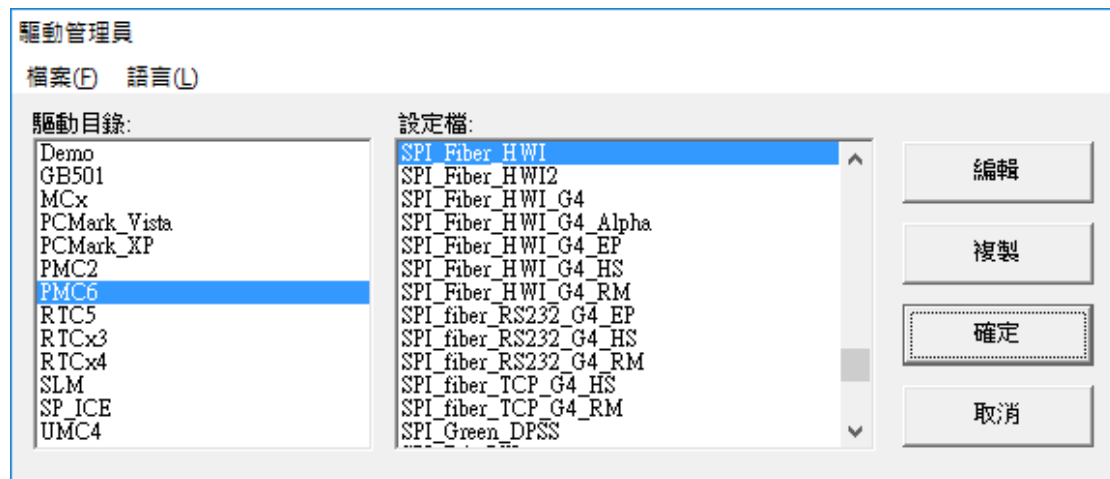 驅動管理員
檔案(F) 語言(L)
驅動目錄:
Demo
GB501
MCx
PCMark_Vista
PCMark_XP
PMC2
PMC6
RTC5
RTCx3
RTCx4
SLM
SP_ICE
UMC4
設定檔:
SPI_Fiber_HWI
SPI_Fiber_HWI2
SPI_Fiber_HWI_G4
SPI_Fiber_HWI_G4_Alpha
SPI_Fiber_HWI_G4_EP
SPI_Fiber_HWI_G4_HS
SPI_Fiber_HWI_G4_RM
SPI_fiber_RS232_G4_EP
SPI_fiber_RS232_G4_HS
SPI_fiber_RS232_G4_RM
SPI_fiber_TCP_G4_HS
SPI_fiber_TCP_G4_RM
SPI_Green_DPSS
編輯
複製
確定
取消